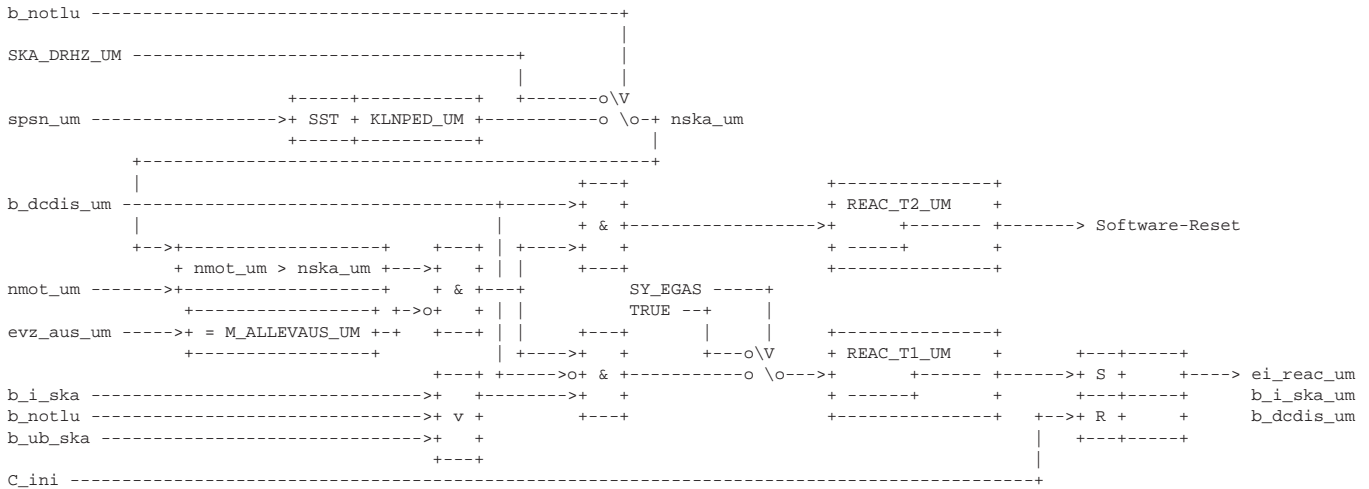 b_notlu
SKA_DRHZ_UM
spsn_um SST KLNPED_UM nska_um
b_dcdis_um REAC_T2_UM
& Software-Reset
nmot_um > nska_um
nmot_um & SY_EGAS
TRUE
evz_aus_um = M_ALLEVAUS_UM
REAC_T1_UM
& S ei_reac_um
b_i_ska b_i_ska_um
b_notlu v R b_dcdis_um
b_ub_ska
C_ini